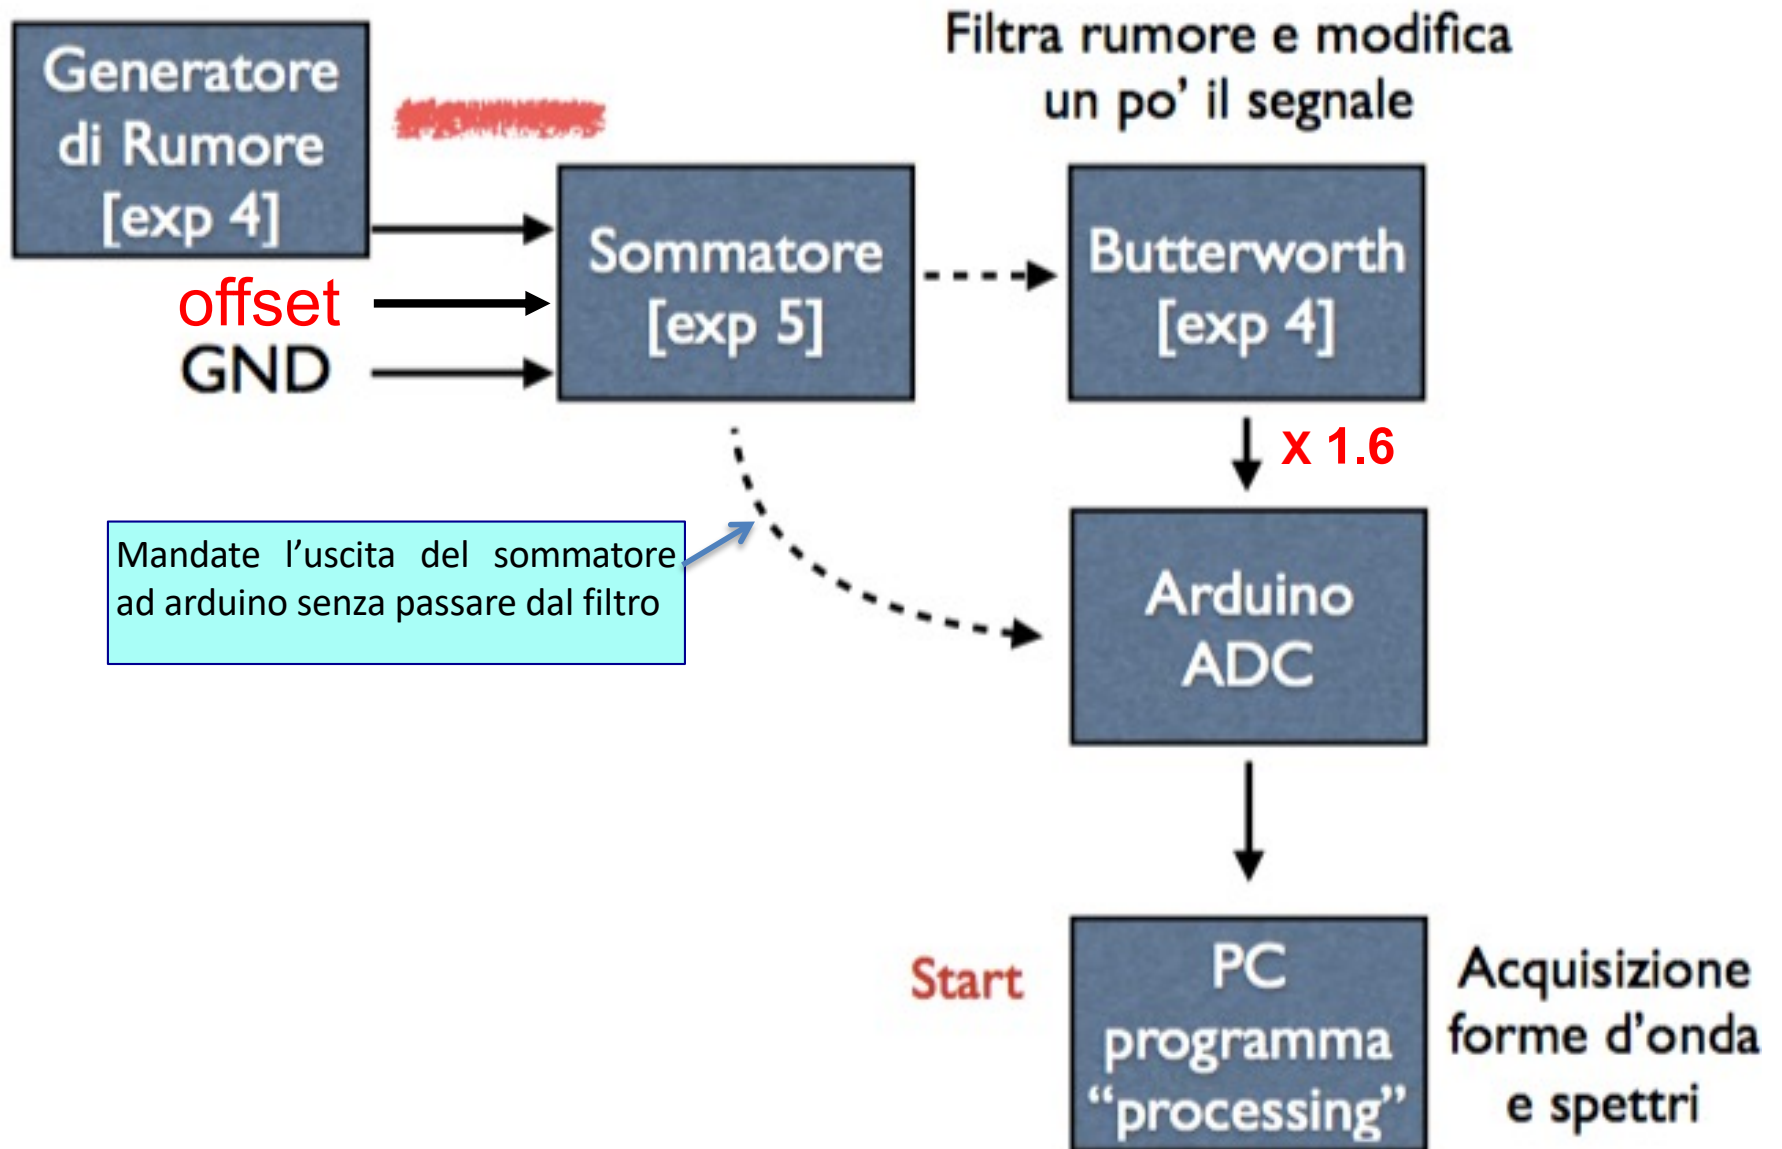 Generatore
di Rumore
[exp 4]
Filtra rumore e modifica
un po' il segnale
offset
GND
Sommatore
[exp 5]
Butterworth
[exp 4]
X 1.6
Mandate l'uscita del sommatore
ad arduino senza passare dal filtro
Arduino
ADC
Start
PC
programma
“processing”
Acquisizione
forme d'onda
e spettri